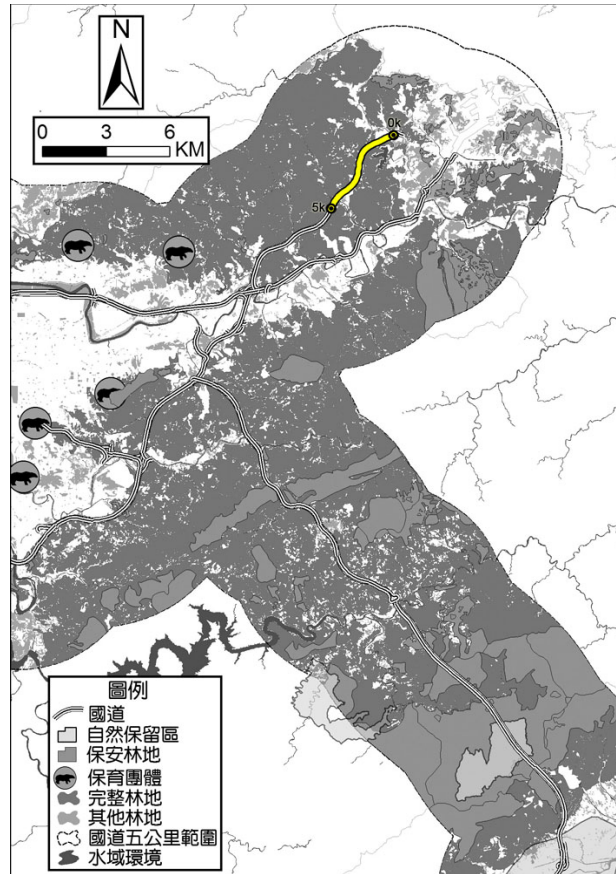 N
0 3 6
KM
0k
5k
圖例
國道
自然保留區
保安林地
保育團體
完整林地
其他林地
國道五公里範圍
水域環境